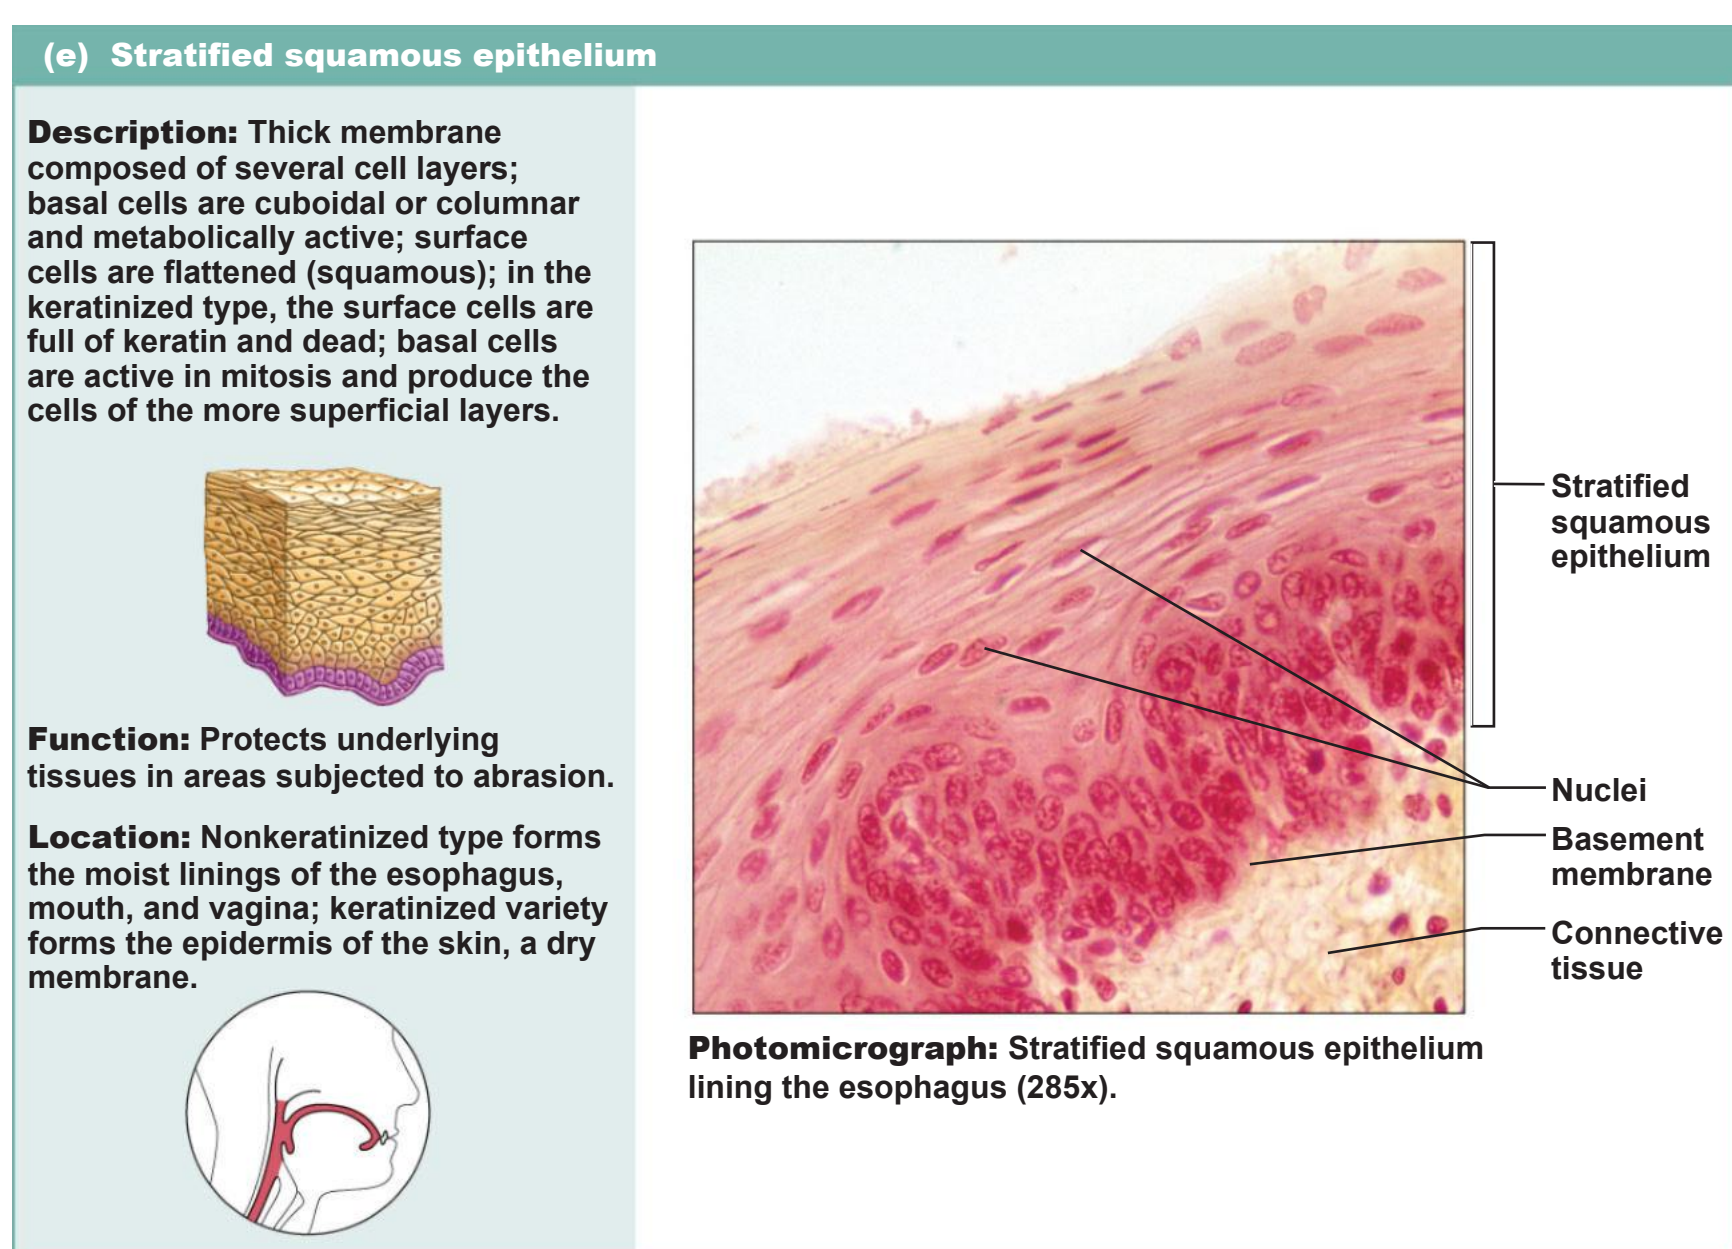 (e) Stratified squamous epithelium
Description: Thick membrane
composed of several cell layers;
basal cells are cuboidal or columnar
and metabolically active; surface
cells are flattened (squamous); in the
keratinized type, the surface cells are
full of keratin and dead; basal cells
are active in mitosis and produce the
cells of the more superficial layers.
Function: Protects underlying
tissues in areas subjected to abrasion.
Location: Nonkeratinized type forms
the moist linings of the esophagus,
mouth, and vagina; keratinized variety
forms the epidermis of the skin, a dry
membrane.
Stratified
squamous
epithelium
Nuclei
Basement
membrane
Connective
tissue
Photomicrograph: Stratified squamous epithelium
lining the esophagus (285x).